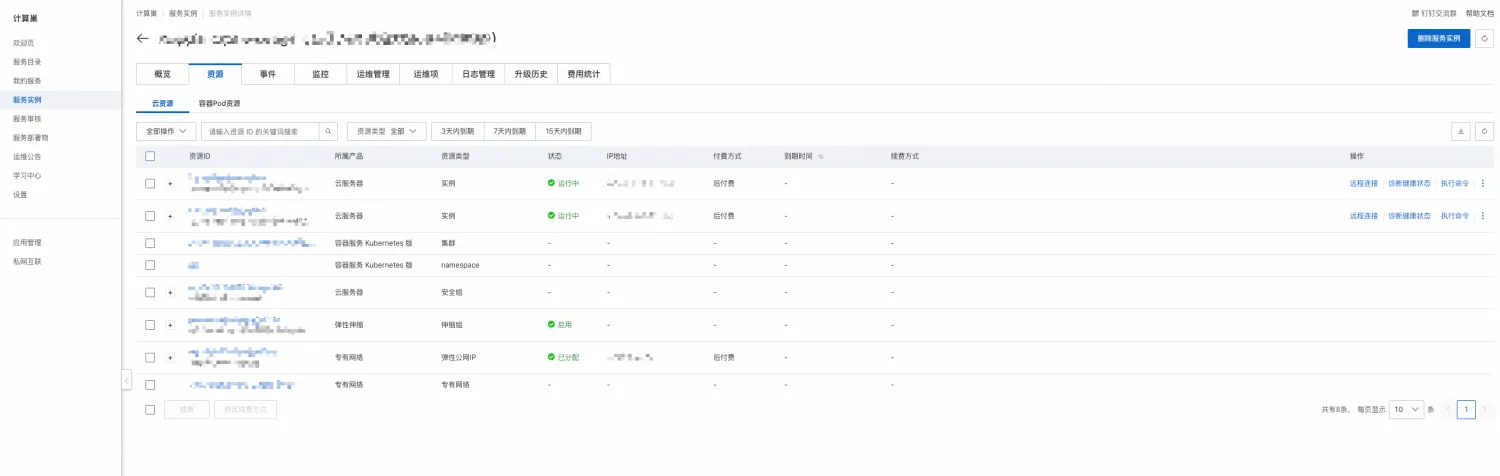 计算巢
欢迎页
服务目录
我的服务
服务实例
服务审核
服务部署物
运维公告
学习中心
设置
应用管理
私网互联
计算巢 / 服务实例 / 服务实例详情
钉钉交流群 帮助文档
删除服务实例
概览 资源 事件 监控 运维管理 运维项 日志管理 升级历史 费用统计
云资源 容器Pod资源
全部操作 请输入资源 ID 的关键词搜索 资源类型 全部 3天内到期 7天内到期 15天内到期
资源ID 所属产品 资源类型 状态 IP地址 付费方式 到期时间 续费方式 操作
云服务器 实例 运行中 后付费 - - 远程连接 诊断健康状态 执行命令
云服务器 实例 运行中 后付费 - - 远程连接 诊断健康状态 执行命令
容器服务 Kubernetes 版 集群 - - - - -
容器服务 Kubernetes 版 namespace - - - - -
云服务器 安全组 - - - - -
弹性伸缩 伸缩组 启用 - - - -
专有网络 弹性公网IP 已分配 后付费 - -
专有网络 专有网络 - - - - -
续费 修改续费方式
共有8条， 每页显示 10 条 1